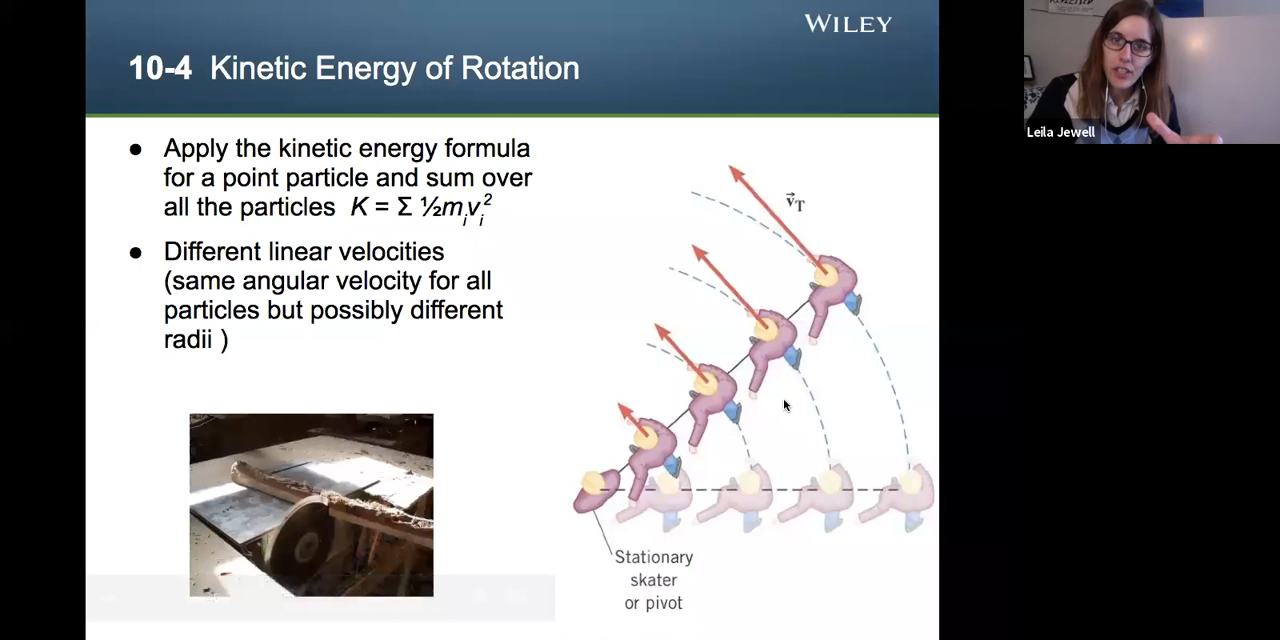 WILEY
10-4 Kinetic Energy of Rotation
● Apply the kinetic energy formula
for a point particle and sum over
all the particles K = Σ ½mᵢvᵢ²
● Different linear velocities
(same angular velocity for all
particles but possibly different
radii )
v⃗T
Stationary
skater
or pivot
Leila Jewell